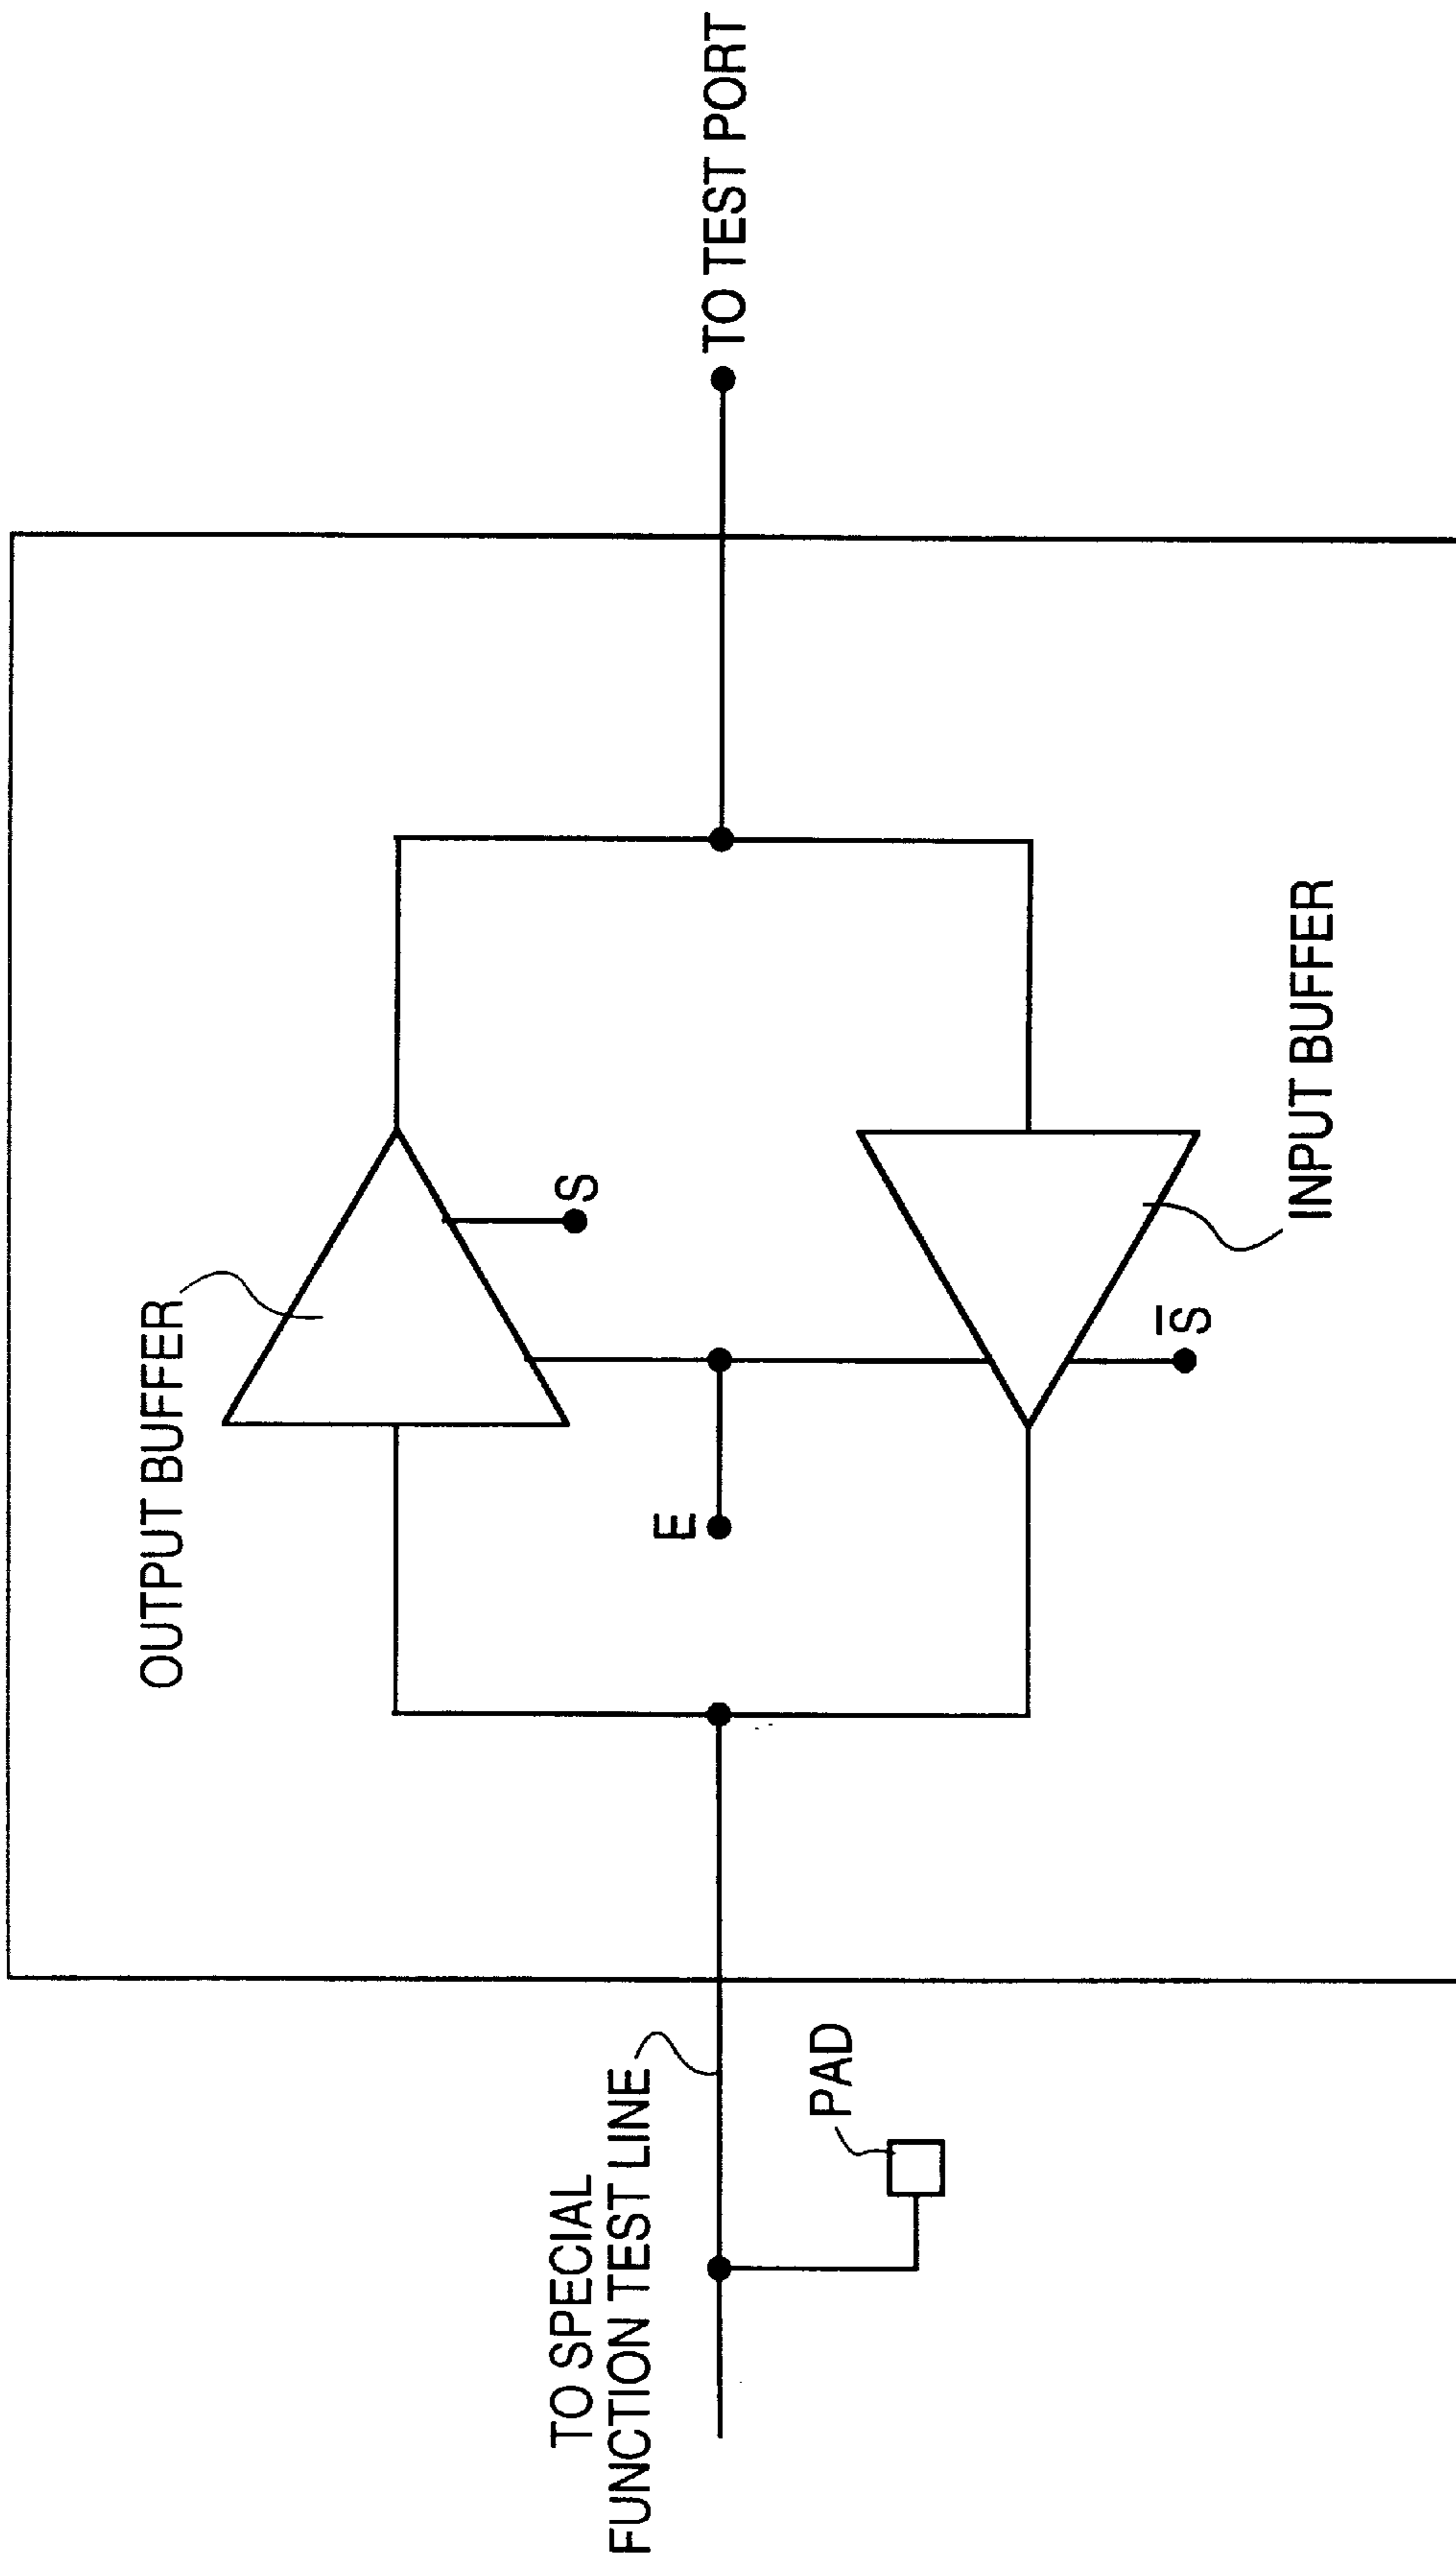 OUTPUT BUFFER
TO SPECIAL
FUNCTION TEST LINE
E
S
TO TEST PORT
PAD
S̅
INPUT BUFFER